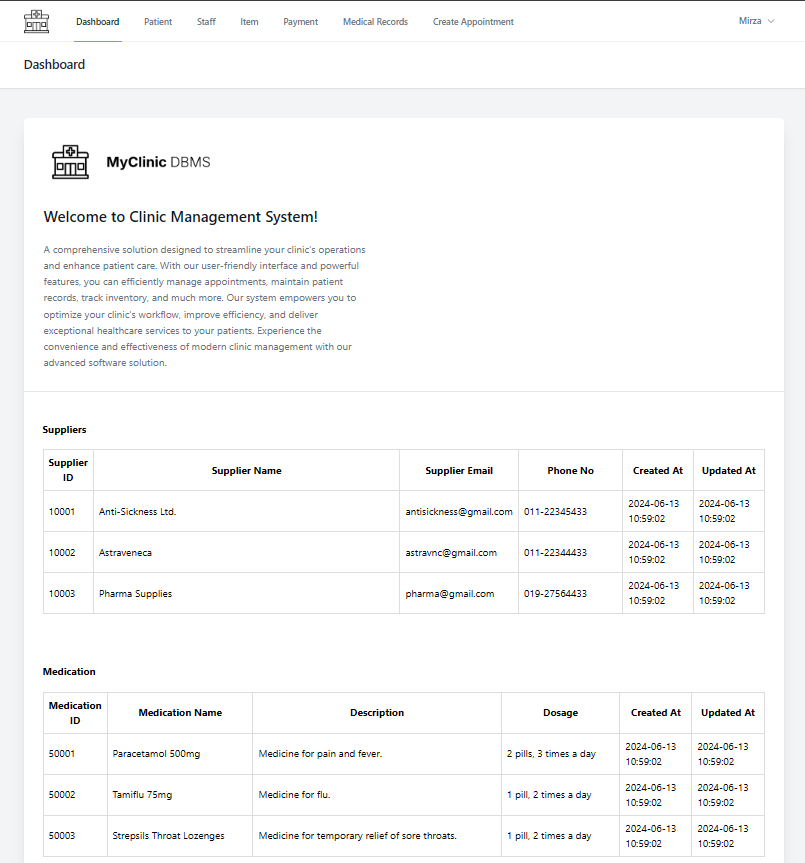 Dashboard Patient Staff Item Payment Medical Records Create Appointment Mirza
Dashboard
MyClinic DBMS
Welcome to Clinic Management System!
A comprehensive solution designed to streamline your clinic's operations
and enhance patient care. With our user-friendly interface and powerful
features, you can efficiently manage appointments, maintain patient
records, track inventory, and much more. Our system empowers you to
optimize your clinic's workflow, improve efficiency, and deliver
exceptional healthcare services to your patients. Experience the
convenience and effectiveness of modern clinic management with our
advanced software solution.
Suppliers
Supplier ID Supplier Name Supplier Email Phone No Created At Updated At
10001 Anti-Sickness Ltd. antisickness@gmail.com 011-22345433 2024-06-13 10:59:02 2024-06-13 10:59:02
10002 Astraveneca astravnc@gmail.com 011-22344433 2024-06-13 10:59:02 2024-06-13 10:59:02
10003 Pharma Supplies pharma@gmail.com 019-27564433 2024-06-13 10:59:02 2024-06-13 10:59:02
Medication
Medication ID Medication Name Description Dosage Created At Updated At
50001 Paracetamol 500mg Medicine for pain and fever. 2 pills, 3 times a day 2024-06-13 10:59:02 2024-06-13 10:59:02
50002 Tamiflu 75mg Medicine for flu. 1 pill, 2 times a day 2024-06-13 10:59:02 2024-06-13 10:59:02
50003 Strepsils Throat Lozenges Medicine for temporary relief of sore throats. 1 pill, 2 times a day 2024-06-13 10:59:02 2024-06-13 10:59:02